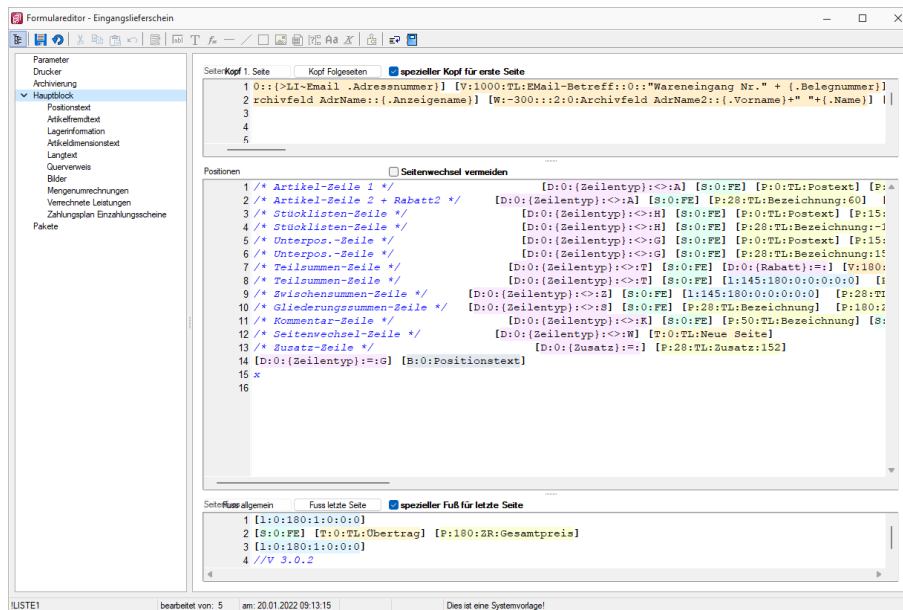 Formulareditor - Eingangslieferschein
Parameter
Drucker
Archivierung
Hauptblock
Positionstext
Artikelfremdtext
Lagerinformation
Artikeldimensionstext
Langtext
Querverweis
Bilder
Mengenumrechnungen
Verrechnete Leistungen
Zahlungsplan Einzahlungsscheine
Pakete
Kopf 1. Seite Kopf Folgeseiten spezieller Kopf für erste Seite
1 0::{>LI~Email .Adressnummer}] [V:1000:TL:EMail-Betreff::0::"Wareneingang Nr." + {.Belegnummer}]
2 rchivfeld AdrName::{.Anzeigename}] [W:-300:::2:0:Archivfeld AdrName2::{.Vorname}+" "+{.Name}] [
3
4
5
Positionen Seitenwechsel vermeiden
1 /* Artikel-Zeile 1 */ [D:0:{Zeilentyp}:<>:A] [S:0:FE] [P:0:TL:Postext] [P:
2 /* Artikel-Zeile 2 + Rabatt2 */ [D:0:{Zeilentyp}:<>:A] [S:0:FE] [P:28:TL:Bezeichnung:60] [
3 /* Stücklisten-Zeile */ [D:0:{Zeilentyp}:<>:H] [S:0:FE] [P:0:TL:Postext] [P:15:
4 /* Stücklisten-Zeile */ [D:0:{Zeilentyp}:<>:H] [S:0:FE] [P:28:TL:Bezeichnung:-1
5 /* Unterpos.-Zeile */ [D:0:{Zeilentyp}:<>:G] [S:0:FE] [P:0:TL:Postext] [P:15:
6 /* Unterpos.-Zeile */ [D:0:{Zeilentyp}:<>:G] [S:0:FE] [P:28:TL:Bezeichnung:15
7 /* Teilsummen-Zeile */ [D:0:{Zeilentyp}:<>:T] [S:0:FE] [D:0:{Rabatt}:=:] [V:180:
8 /* Teilsummen-Zeile */ [D:0:{Zeilentyp}:<>:T] [S:0:FE] [l:145:180:0:0:0:0:0] [
9 /* Zwischensummen-Zeile */ [D:0:{Zeilentyp}:<>:Z] [S:0:FE] [l:145:180:0:0:0:0:0] [P:28:TL
10 /* Gliederungssummen-Zeile */ [D:0:{Zeilentyp}:<>:S] [S:0:FE] [P:28:TL:Bezeichnung] [P:180:Z
11 /* Kommentar-Zeile */ [D:0:{Zeilentyp}:<>:K] [S:0:FE] [P:50:TL:Bezeichnung] [S:
12 /* Seitenwechsel-Zeile */ [D:0:{Zeilentyp}:<>:W] [T:0:TL:Neue Seite]
13 /* Zusatz-Zeile */ [D:0:{Zusatz}:=:] [P:28:TL:Zusatz:152]
14 [D:0:{Zeilentyp}:=:G] [B:0:Positionstext]
15 x
16
Fuss allgemein Fuss letzte Seite spezieller Fuß für letzte Seite
1 [l:0:180:1:0:0:0]
2 [S:0:FE] [T:0:TL:Übertrag] [P:180:ZR:Gesamtpreis]
3 [l:0:180:1:0:0:0]
4 //V 3.0.2
!LISTE1 bearbeitet von: 5 am: 20.01.2022 09:13:15 Dies ist eine Systemvorlage!